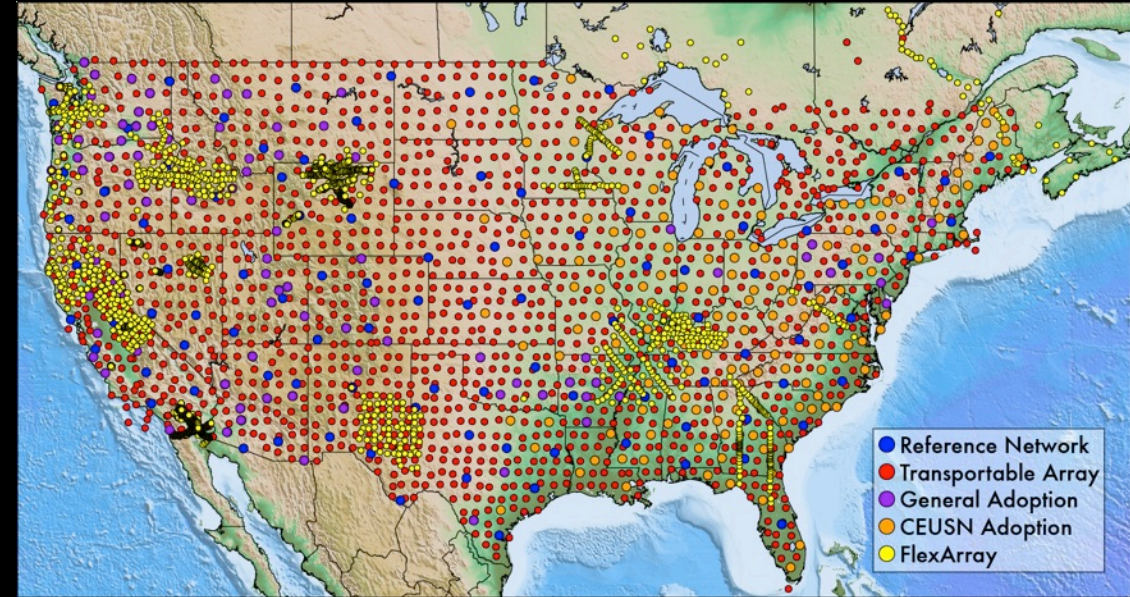 Reference Network
Transportable Array
General Adoption
CEUSN Adoption
FlexArray